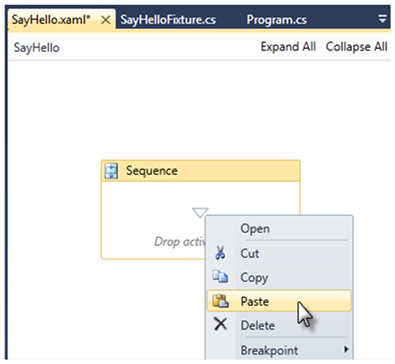 SayHello.xaml* SayHelloFixture.cs Program.cs
SayHello Expand All Collapse All
Sequence
Open
Drop
Cut
Copy
Paste
Delete
Breakpoint